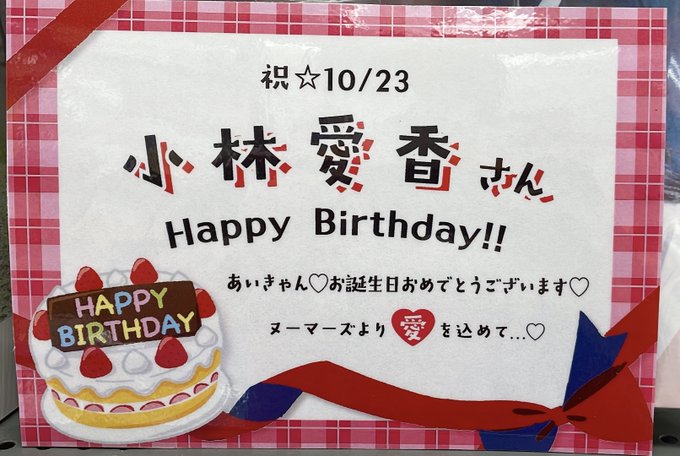 祝☆10/23
小林愛香さん
Happy Birthday!!
あいきゃん♡お誕生日おめでとうございます♡
ヌーマーズより愛を込めて...♡
HAPPY
BIRTHDAY